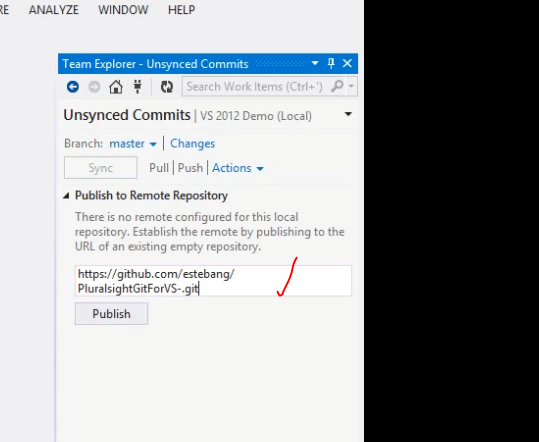 RE ANALYZE WINDOW HELP
Team Explorer - Unsynced Commits
Search Work Items (Ctrl+')
Unsynced Commits | VS 2012 Demo (Local)
Branch: master | Changes
Sync Pull | Push | Actions
Publish to Remote Repository
There is no remote configured for this local
repository. Establish the remote by publishing to the
URL of an existing empty repository.
https://github.com/estebang/
PluralsightGitForVS-.git
Publish